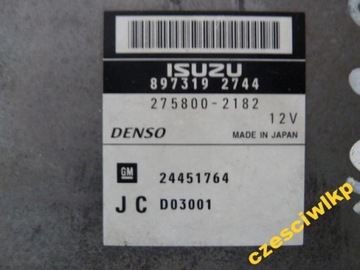 ISUZU
897319 2744
275800-2182
12V
DENSO MADE IN JAPAN
GM 24451764
JC D03001
czesciwlkp